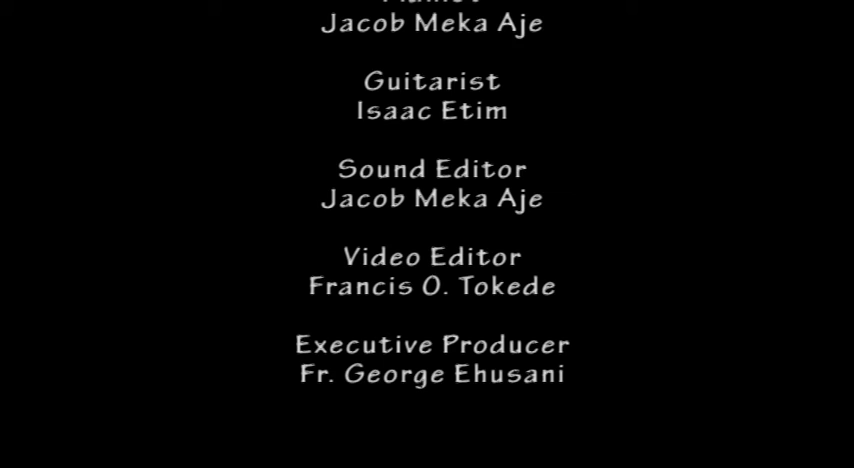 Jacob Meka Aje
Guitarist
Isaac Etim
Sound Editor
Jacob Meka Aje
Video Editor
Francis O. Tokede
Executive Producer
Fr. George Ehusani